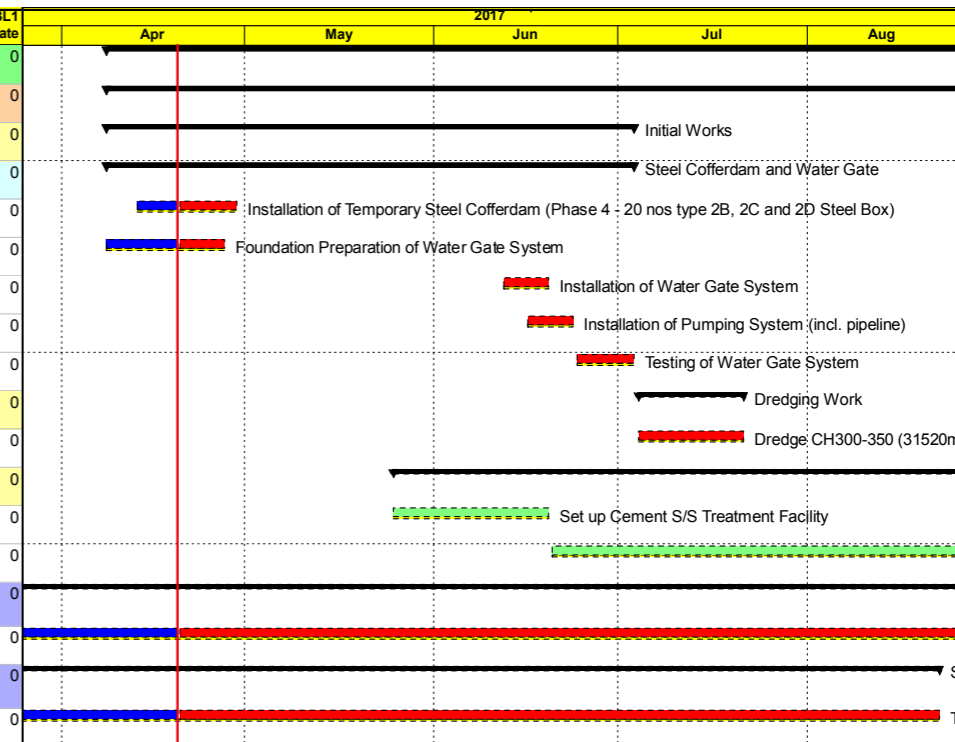 BL1 2017
ate Apr May Jun Jul Aug
0
0
0 Initial Works
0 Steel Cofferdam and Water Gate
0 Installation of Temporary Steel Cofferdam (Phase 4 - 20 nos type 2B, 2C and 2D Steel Box)
0 Foundation Preparation of Water Gate System
0 Installation of Water Gate System
0 Installation of Pumping System (incl. pipeline)
0 Testing of Water Gate System
0 Dredging Work
0 Dredge CH300-350 (31520m
0
0 Set up Cement S/S Treatment Facility
0
0
0
0 S
0 T